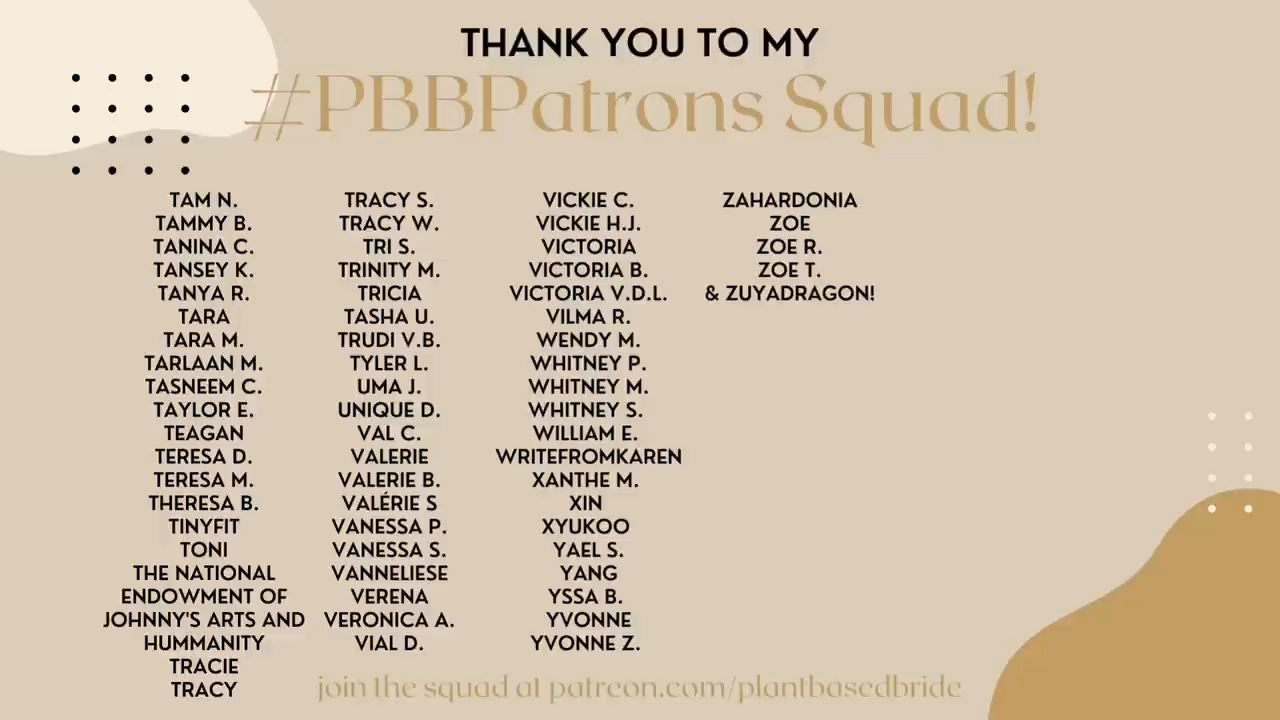 THANK YOU TO MY
#PBBPatrons Squad!
TAM N.
TAMMY B.
TANINA C.
TANSEY K.
TANYA R.
TARA
TARA M.
TARLAAN M.
TASNEEM C.
TAYLOR E.
TEAGAN
TERESA D.
TERESA M.
THERESA B.
TINYFIT
TONI
THE NATIONAL
ENDOWMENT OF
JOHNNY'S ARTS AND
HUMMANITY
TRACIE
TRACY
TRACY S.
TRACY W.
TRI S.
TRINITY M.
TRICIA
TASHA U.
TRUDI V.B.
TYLER L.
UMA J.
UNIQUE D.
VAL C.
VALERIE
VALERIE B.
VALÉRIE S
VANESSA P.
VANESSA S.
VANNELIESE
VERENA
VERONICA A.
VIAL D.
VICKIE C.
VICKIE H.J.
VICTORIA
VICTORIA B.
VICTORIA V.D.L.
VILMA R.
WENDY M.
WHITNEY P.
WHITNEY M.
WHITNEY S.
WILLIAM E.
WRITEFROMKAREN
XANTHE M.
XIN
XYUKOO
YAEL S.
YANG
YSSA B.
YVONNE
YVONNE Z.
ZAHARDONIA
ZOE
ZOE R.
ZOE T.
& ZUYADRAGON!
join the squad at patreon.com/plantbasedbride